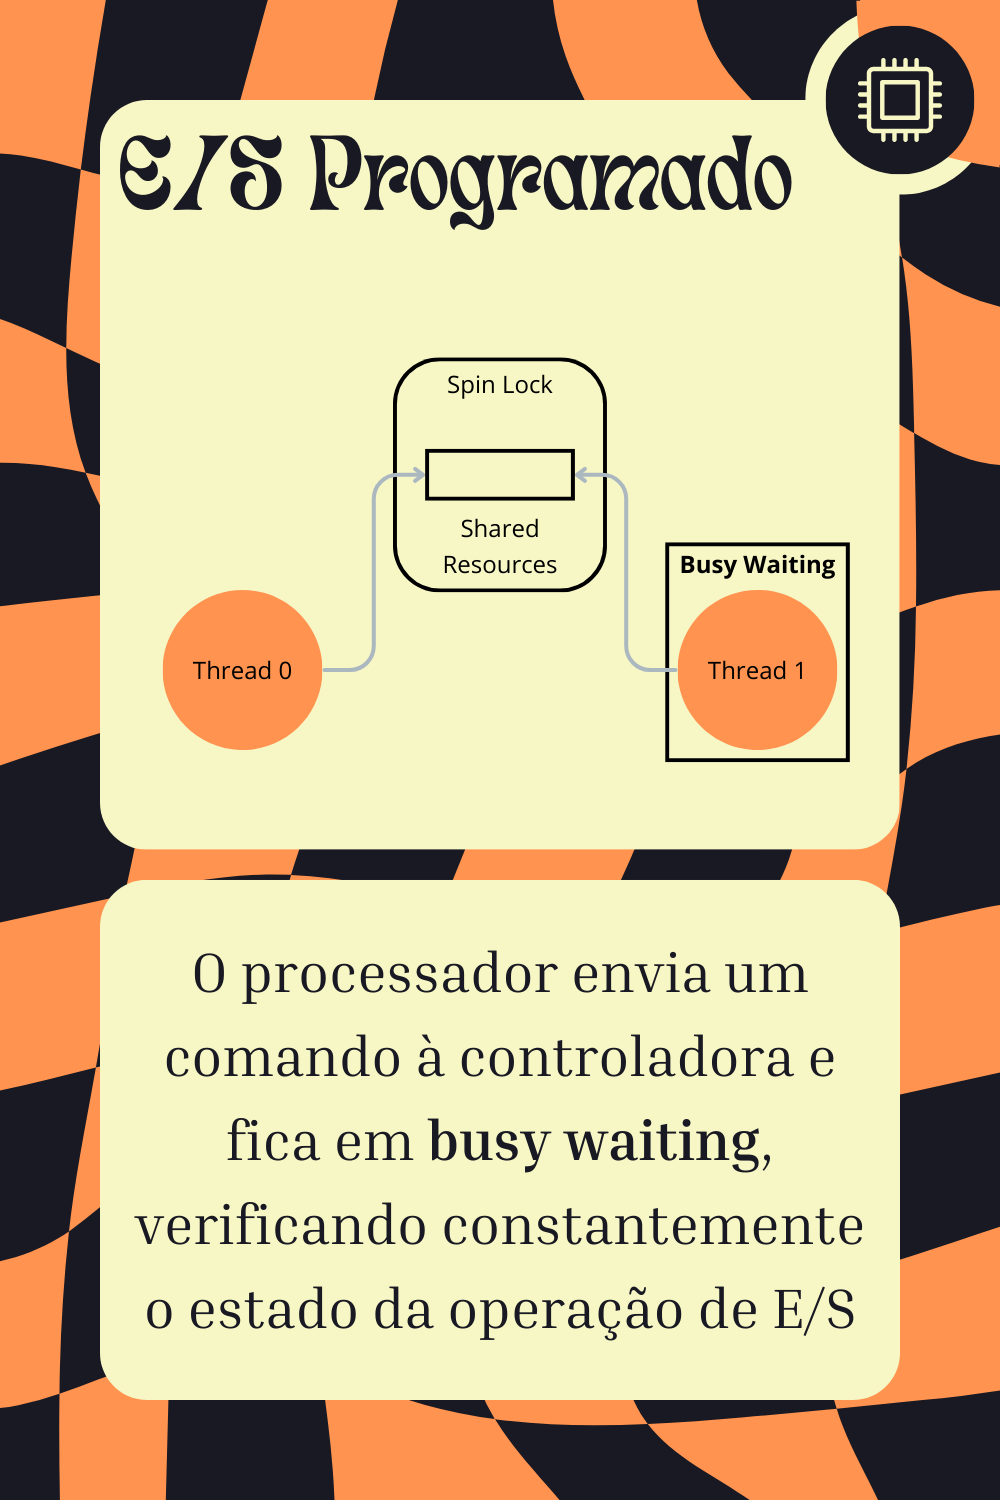 E/S Programado
Spin Lock
Shared
Resources
Busy Waiting
Thread 0
Thread 1
O processador envia um
comando à controladora e
fica em busy waiting,
verificando constantemente
o estado da operação de E/S